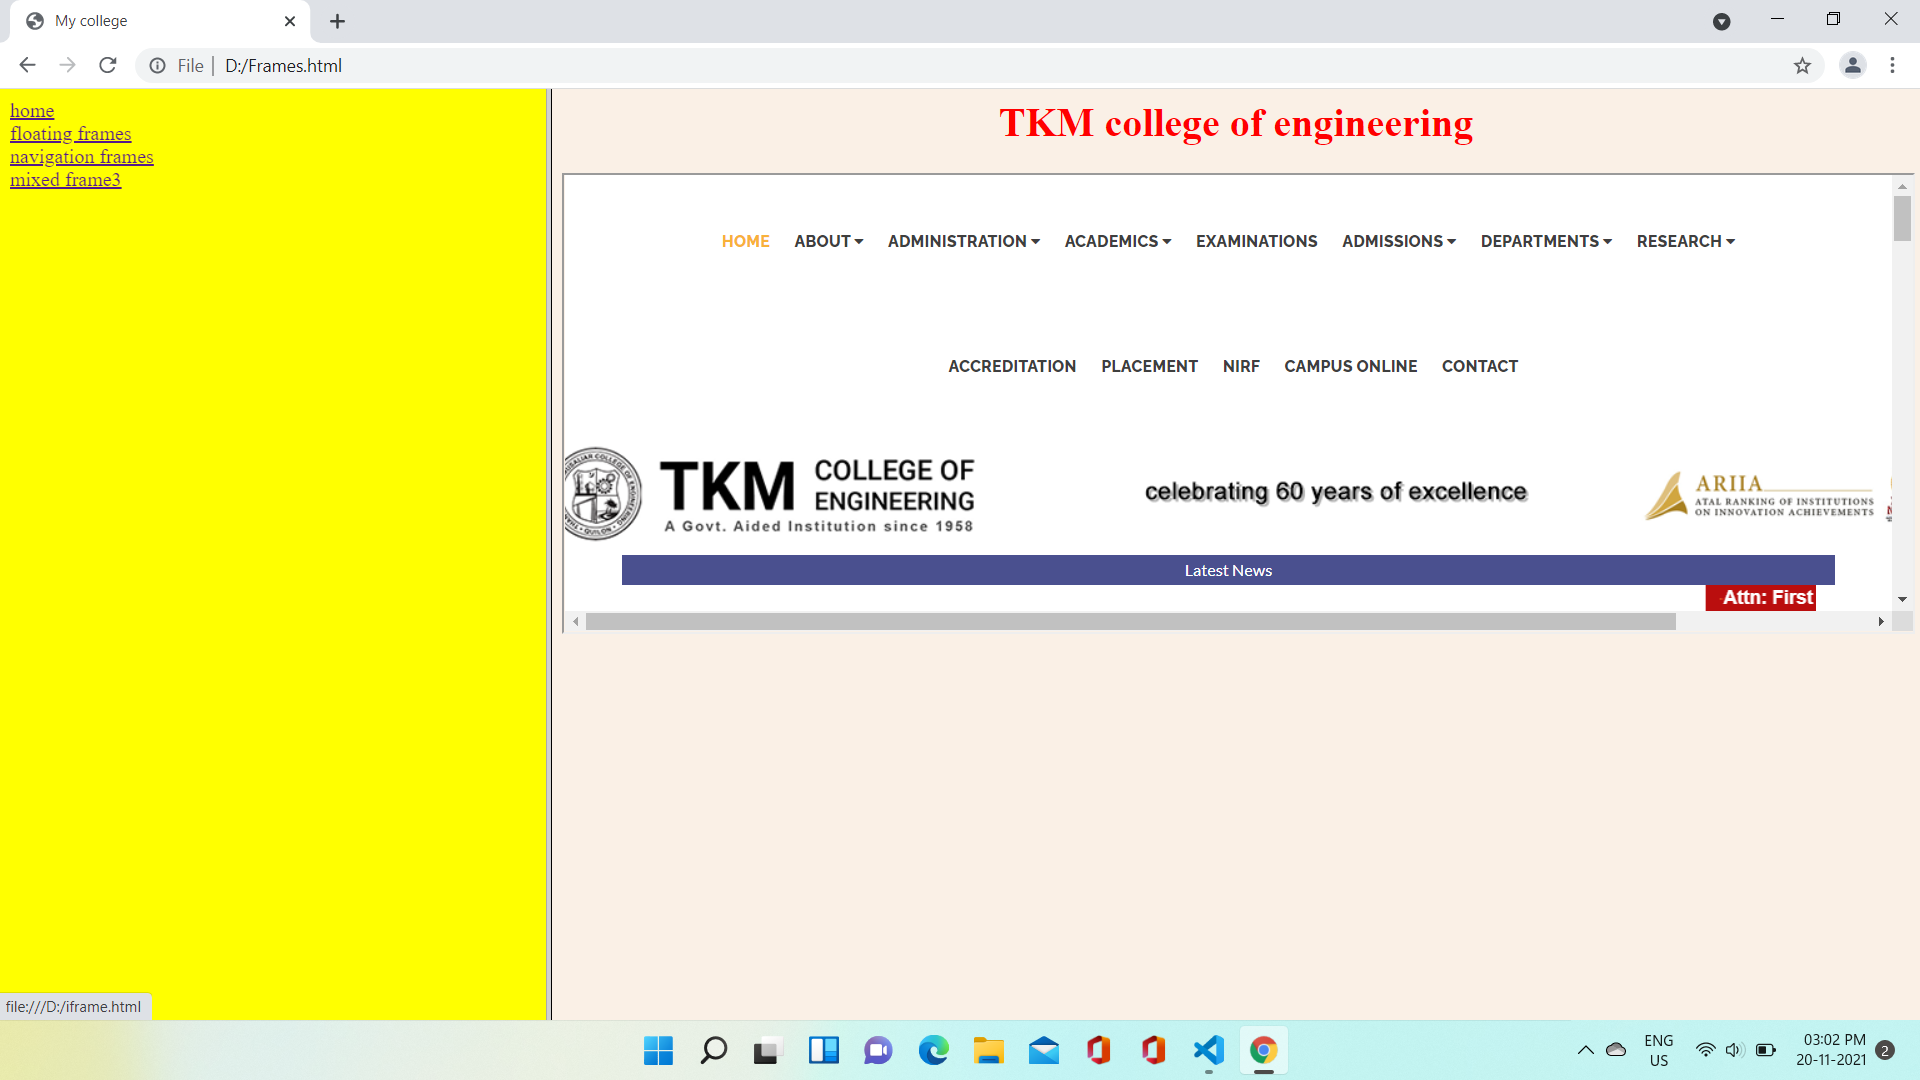 My college
File | D:/Frames.html
home
floating frames
navigation frames
mixed frame3
TKM college of engineering
HOME ABOUT ADMINISTRATION ACADEMICS EXAMINATIONS ADMISSIONS DEPARTMENTS RESEARCH
ACCREDITATION PLACEMENT NIRF CAMPUS ONLINE CONTACT
TKM COLLEGE OF
ENGINEERING
A Govt. Aided Institution since 1958
celebrating 60 years of excellence
ARIIA
ATAL RANKING OF INSTITUTIONS
ON INNOVATION ACHIEVEMENTS
Latest News
Attn: First
file:///D:/iframe.html
ENG
US
03:02 PM
20-11-2021
2